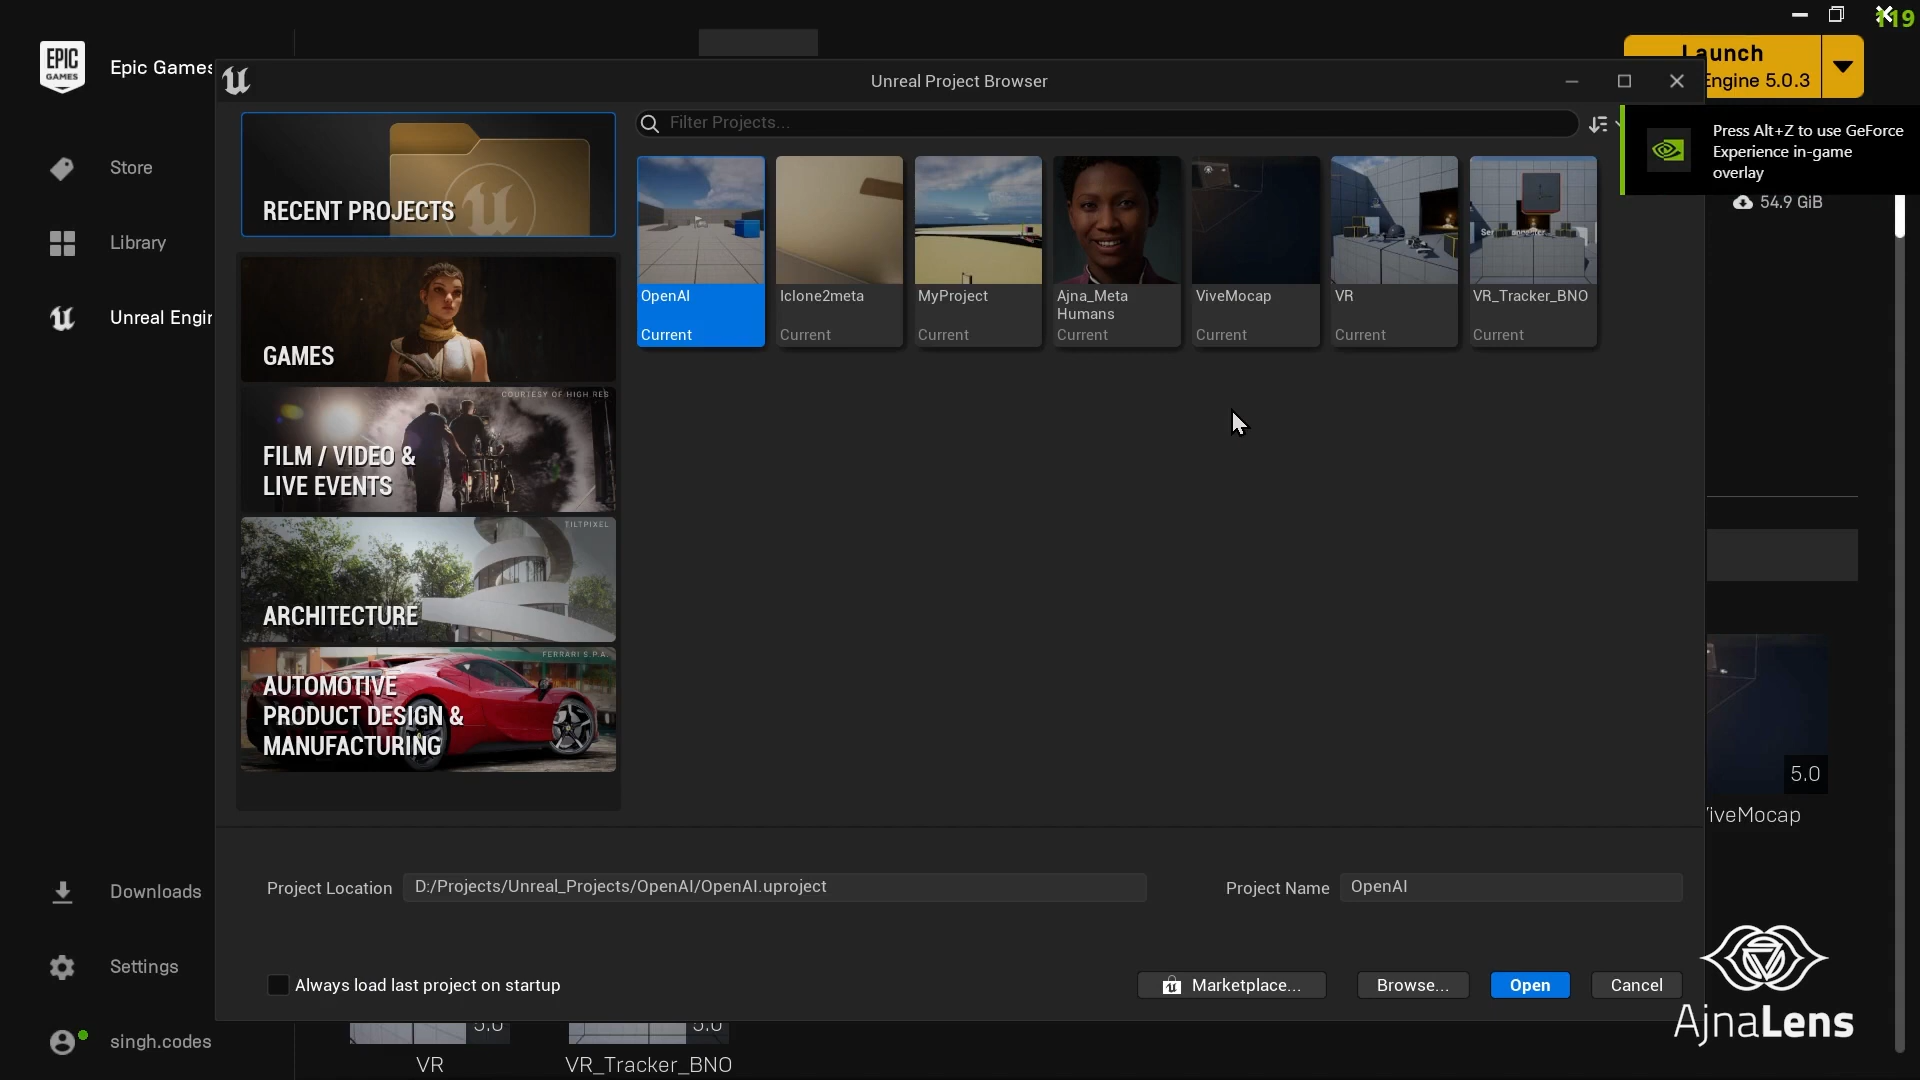 119
EPIC
GAMES
Epic Games
Launch
Engine 5.0.3
Unreal Project Browser
Press Alt+Z to use GeForce
Experience in-game
overlay
54.9 GiB
Store
Library
Unreal Engin
Filter Projects...
RECENT PROJECTS
GAMES
COURTESY OF HIGH.RES
FILM / VIDEO &
LIVE EVENTS
TILTPIXEL
ARCHITECTURE
FERRARI S.P.A.
AUTOMOTIVE
PRODUCT DESIGN &
MANUFACTURING
OpenAI
Current
Iclone2meta
Current
MyProject
Current
Ajna_Meta
Humans
Current
ViveMocap
Current
VR
Current
VR_Tracker_BNO
Current
5.0
ViveMocap
Project Location
D:/Projects/Unreal_Projects/OpenAI/OpenAI.uproject
Project Name
OpenAI
Always load last project on startup
Marketplace...
Browse...
Open
Cancel
Downloads
Settings
singh.codes
5.0
VR
5.0
VR_Tracker_BNO
AjnaLens